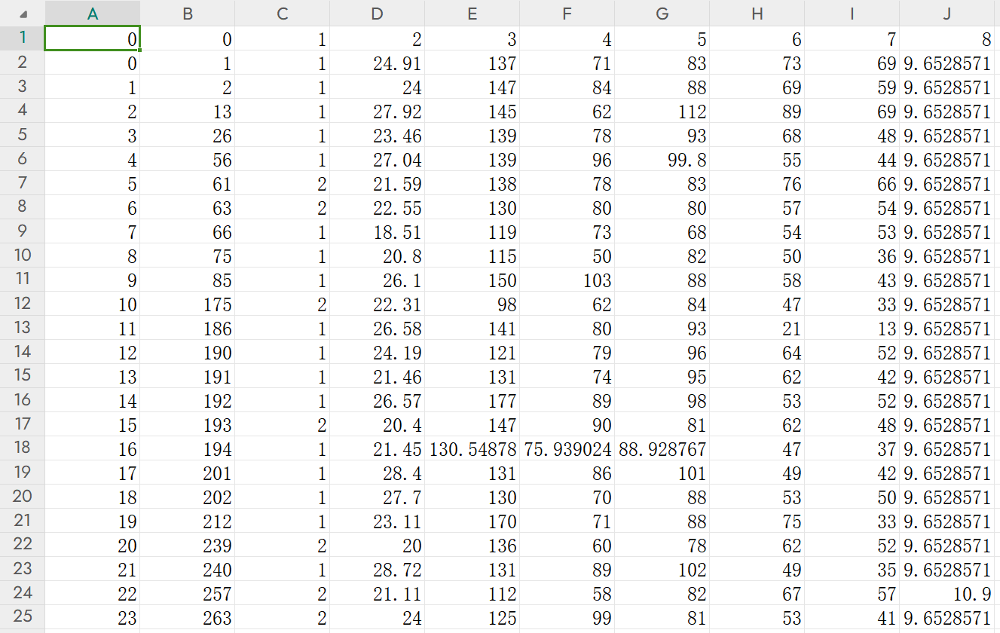 A B C D E F G H I J
1 0 0 1 2 3 4 5 6 7 8
2 0 1 1 24.91 137 71 83 73 69 9.6528571
3 1 2 1 24 147 84 88 69 59 9.6528571
4 2 13 1 27.92 145 62 112 89 69 9.6528571
5 3 26 1 23.46 139 78 93 68 48 9.6528571
6 4 56 1 27.04 139 96 99.8 55 44 9.6528571
7 5 61 2 21.59 138 78 83 76 66 9.6528571
8 6 63 2 22.55 130 80 80 57 54 9.6528571
9 7 66 1 18.51 119 73 68 54 53 9.6528571
10 8 75 1 20.8 115 50 82 50 36 9.6528571
11 9 85 1 26.1 150 103 88 58 43 9.6528571
12 10 175 2 22.31 98 62 84 47 33 9.6528571
13 11 186 1 26.58 141 80 93 21 13 9.6528571
14 12 190 1 24.19 121 79 96 64 52 9.6528571
15 13 191 1 21.46 131 74 95 62 42 9.6528571
16 14 192 1 26.57 177 89 98 53 52 9.6528571
17 15 193 2 20.4 147 90 81 62 48 9.6528571
18 16 194 1 21.45 130.54878 75.939024 88.928767 47 37 9.6528571
19 17 201 1 28.4 131 86 101 49 42 9.6528571
20 18 202 1 27.7 130 70 88 53 50 9.6528571
21 19 212 1 23.11 170 71 88 75 33 9.6528571
22 20 239 2 20 136 60 78 62 52 9.6528571
23 21 240 1 28.72 131 89 102 49 35 9.6528571
24 22 257 2 21.11 112 58 82 67 57 10.9
25 23 263 2 24 125 99 81 53 41 9.6528571